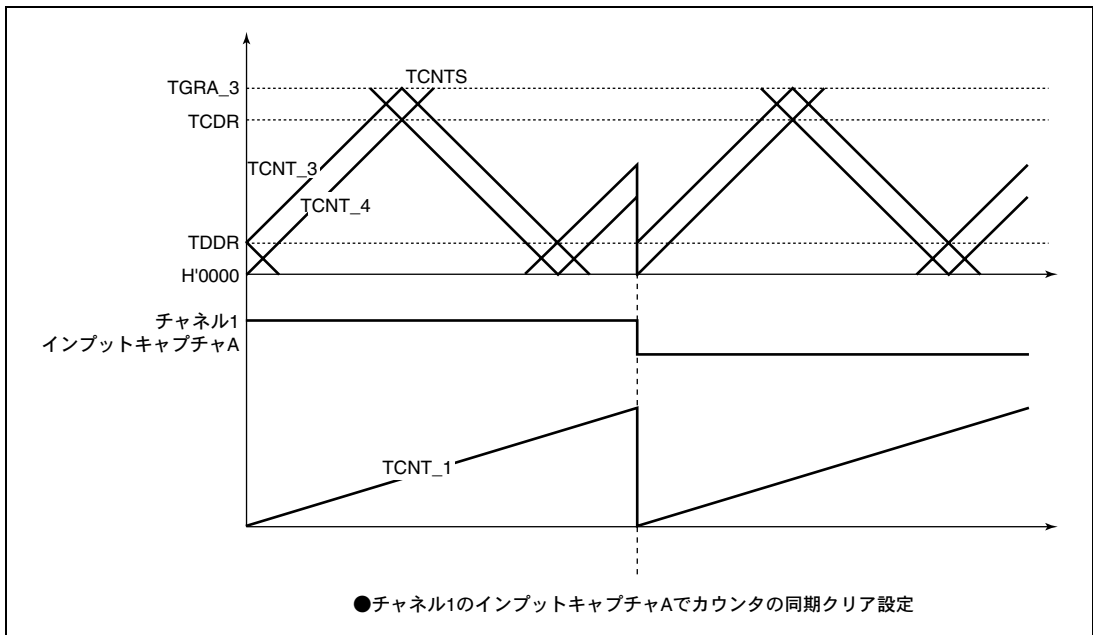 TCNTS
TGRA_3
TCDR
TCNT_3
TCNT_4
TDDR
H'0000
チャネル1
インプットキャプチャA
TCNT_1
●チャネル1のインプットキャプチャAでカウンタの同期クリア設定